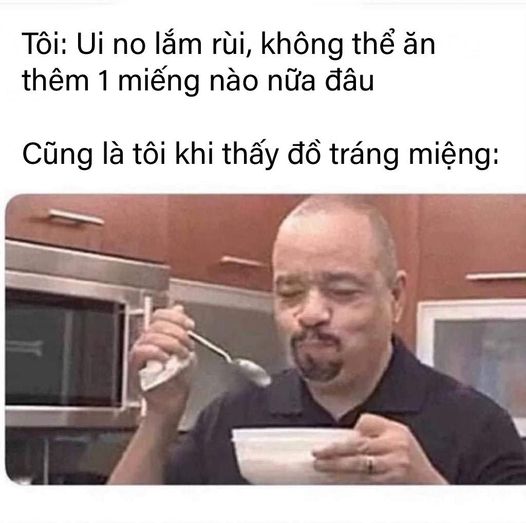 Tôi: Ui no lắm rùi, không thể ăn
thêm 1 miếng nào nữa đâu
Cũng là tôi khi thấy đồ tráng miệng: